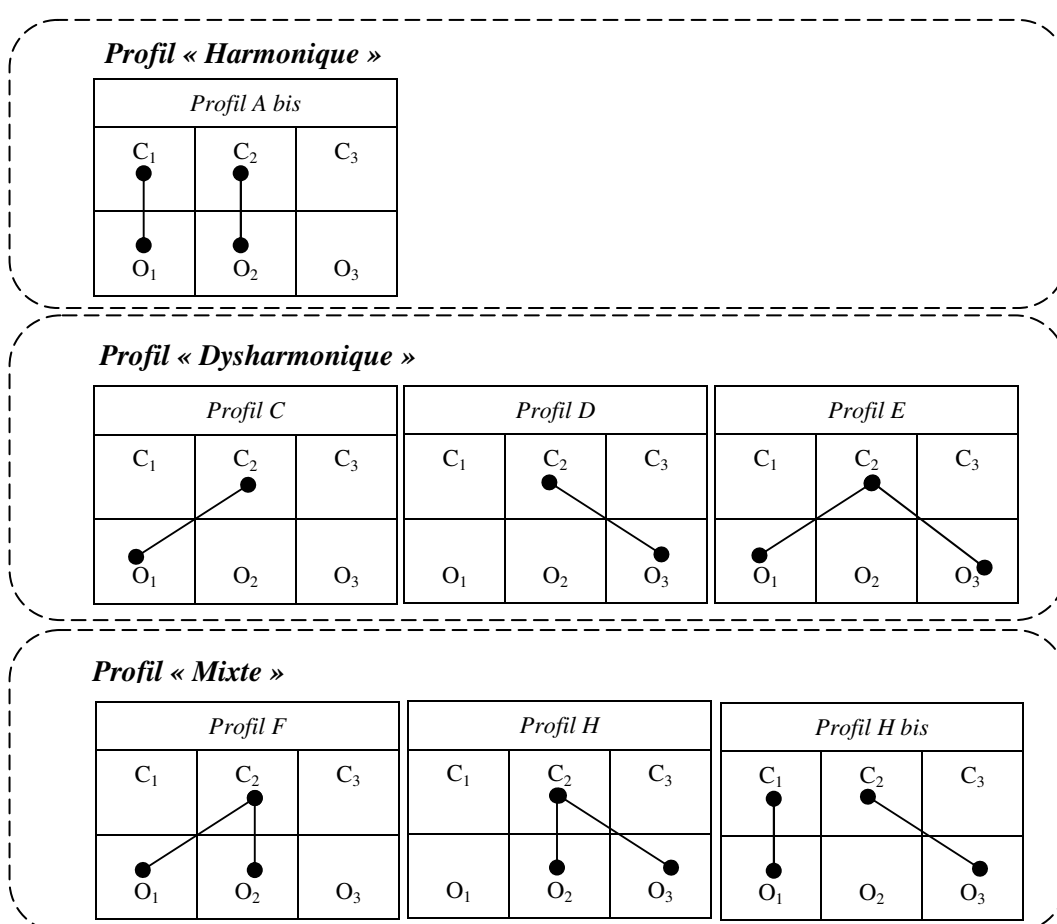 Profil « Harmonique »
Profil A bis
C₁ C₂ C₃
O₁ O₂ O₃
Profil « Dysharmonique »
Profil C Profil D Profil E
C₁ C₂ C₃ C₁ C₂ C₃ C₁ C₂ C₃
O₁ O₂ O₃ O₁ O₂ O₃ O₁ O₂ O₃
Profil « Mixte »
Profil F Profil H Profil H bis
C₁ C₂ C₃ C₁ C₂ C₃ C₁ C₂ C₃
O₁ O₂ O₃ O₁ O₂ O₃ O₁ O₂ O₃